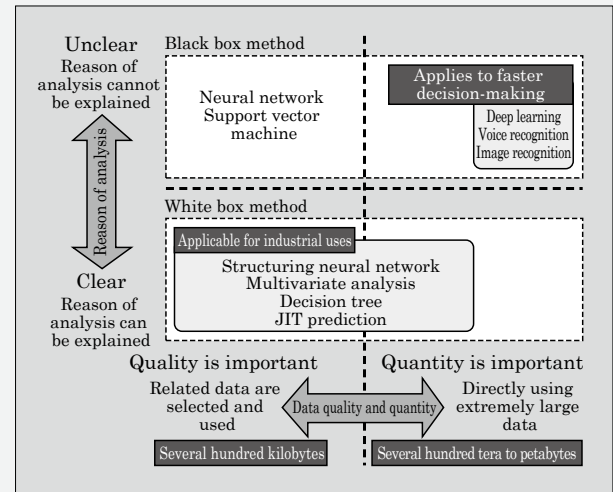 Unclear
Reason of
analysis cannot
be explained
Reason of analysis
Clear
Reason of
analysis can
be explained
Black box method
Neural network
Support vector
machine
Applies to faster
decision-making
Deep learning
Voice recognition
Image recognition
White box method
Applicable for industrial uses
Structuring neural network
Multivariate analysis
Decision tree
JIT prediction
Quality is important
Related data are
selected and
used
Several hundred kilobytes
Data quality and quantity
Quantity is important
Directly using
extremely large
data
Several hundred tera to petabytes